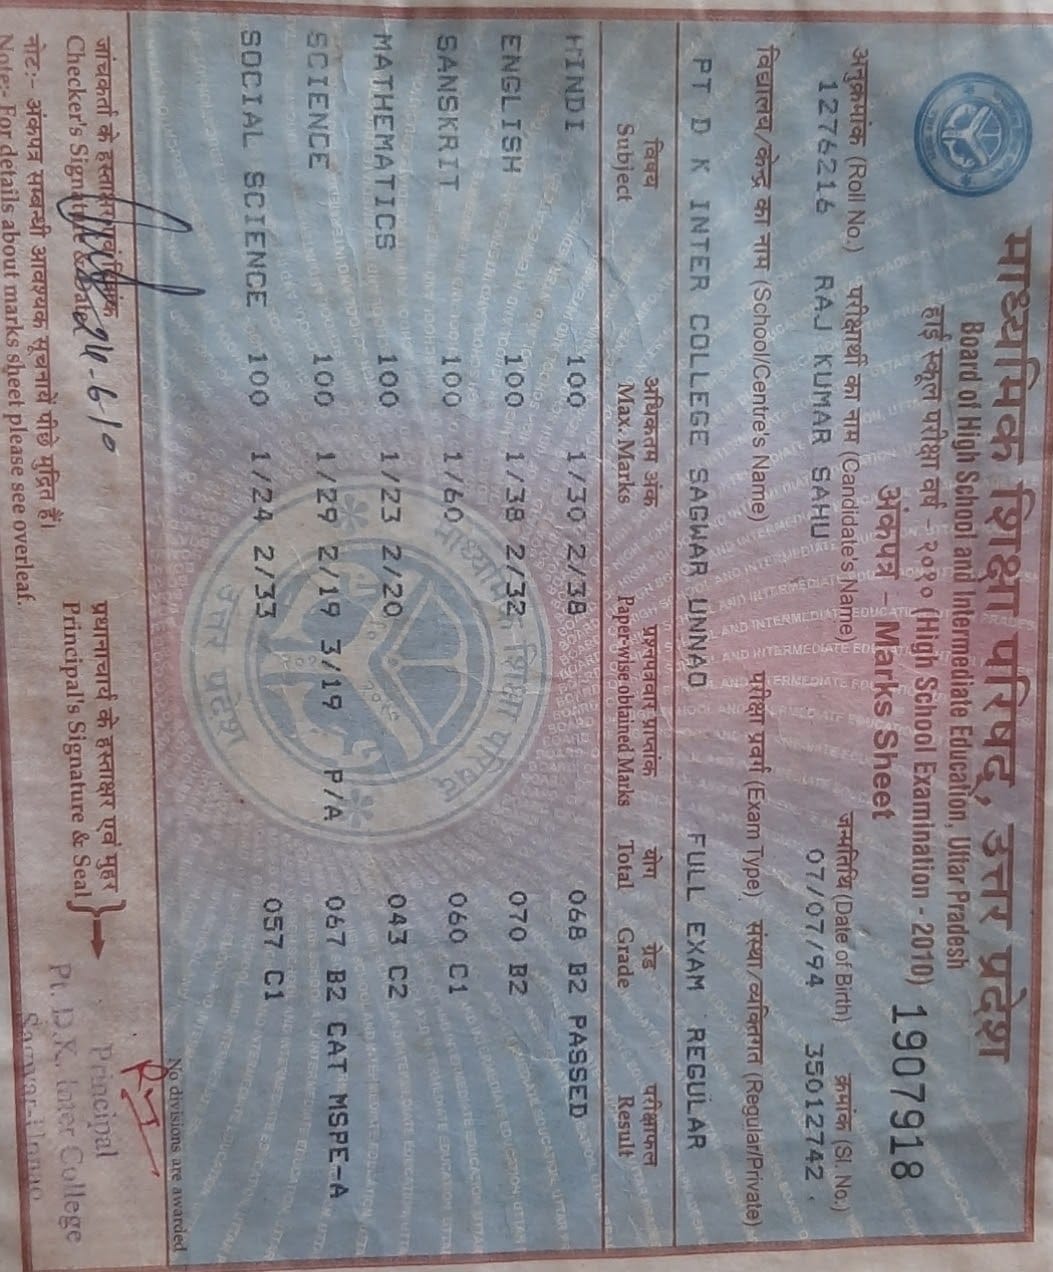 माध्यमिक शिक्षा परिषद्, उत्तर प्रदेश
Board of High School and Intermediate Education, Uttar Pradesh
हाई स्कूल परीक्षा वर्ष - २०१० (High School Examination - 2010)
अंकपत्र - Marks Sheet 1907918
अनुक्रमांक (Roll No.) परीक्षार्थी का नाम (Candidate's Name) जन्मतिथि (Date of Birth) क्रमांक (Sl. No.)
1276216 RAJ KUMAR SAHU 07/07/94 35012742
विद्यालय/केन्द्र का नाम (School/Centre's Name) परीक्षा प्रवर्ग (Exam Type) संस्था/व्यक्तिगत (Regular/Private)
PT D K INTER COLLEGE SAGWAR UNNAO FULL EXAM REGULAR
विषय अधिकतम अंक प्रश्नपत्रवार प्राप्तांक योग ग्रेड परीक्षाफल
Subject Max. Marks Paper-wise obtained Marks Total Grade Result
HINDI 100 1/30 2/38 068 B2 PASSED
ENGLISH 100 1/38 2/32 070 B2
SANSKRIT 100 1/60 060 C1
MATHEMATICS 100 1/23 2/20 043 C2
SCIENCE 100 1/29 2/19 3/19 P/A 067 B2 CAT MSPE-A
SOCIAL SCIENCE 100 1/24 2/33 057 C1
No divisions are awarded
जांचकर्ता के हस्ताक्षर एवं दिनांक प्रधानाचार्य के हस्ताक्षर एवं मुहर
Checker's Signature & Date Principal's Signature & Seal
24-6-10
Principal
Pt. D.K. Inter College
Sagwar-Unnao
नोट:- अंकपत्र सम्बन्धी आवश्यक सूचनायें पीछे मुद्रित हैं।
Note:- For details about marks sheet please see overleaf.